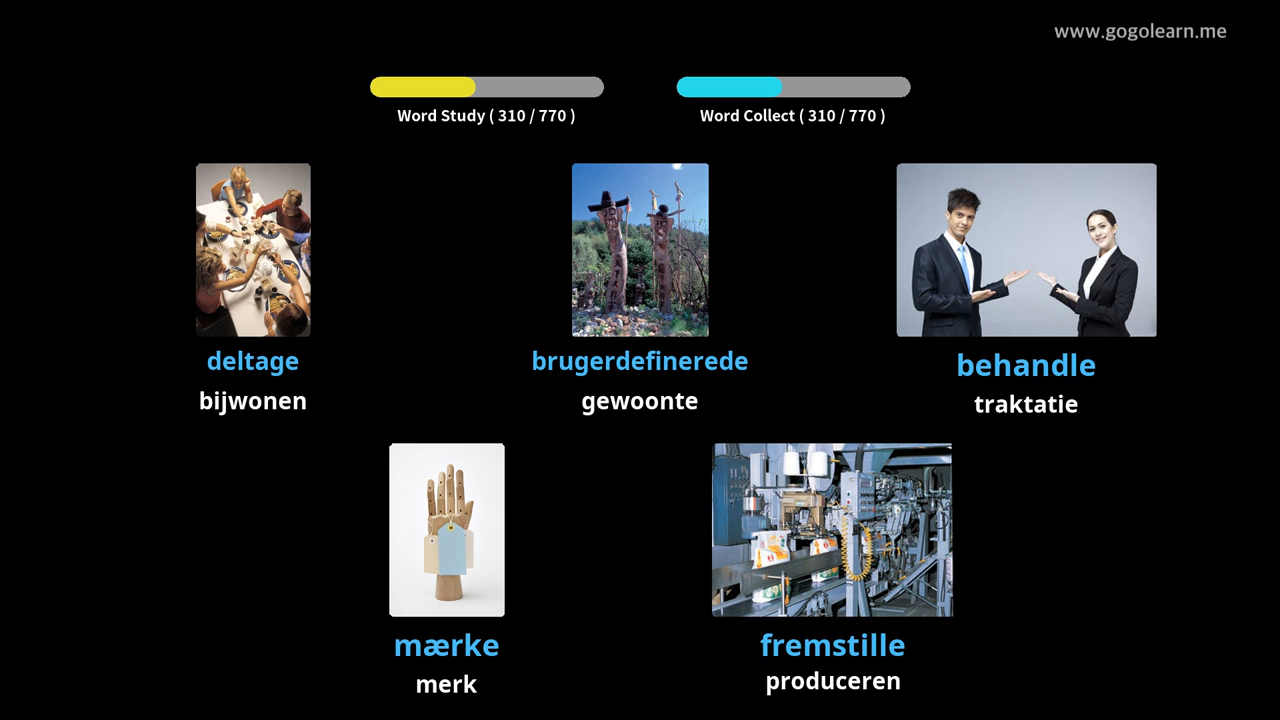 www.gogolearn.me
Word Study ( 310 / 770 )
Word Collect ( 310 / 770 )
deltage
bijwonen
brugerdefinerede
gewoonte
behandle
traktatie
mærke
merk
fremstille
produceren